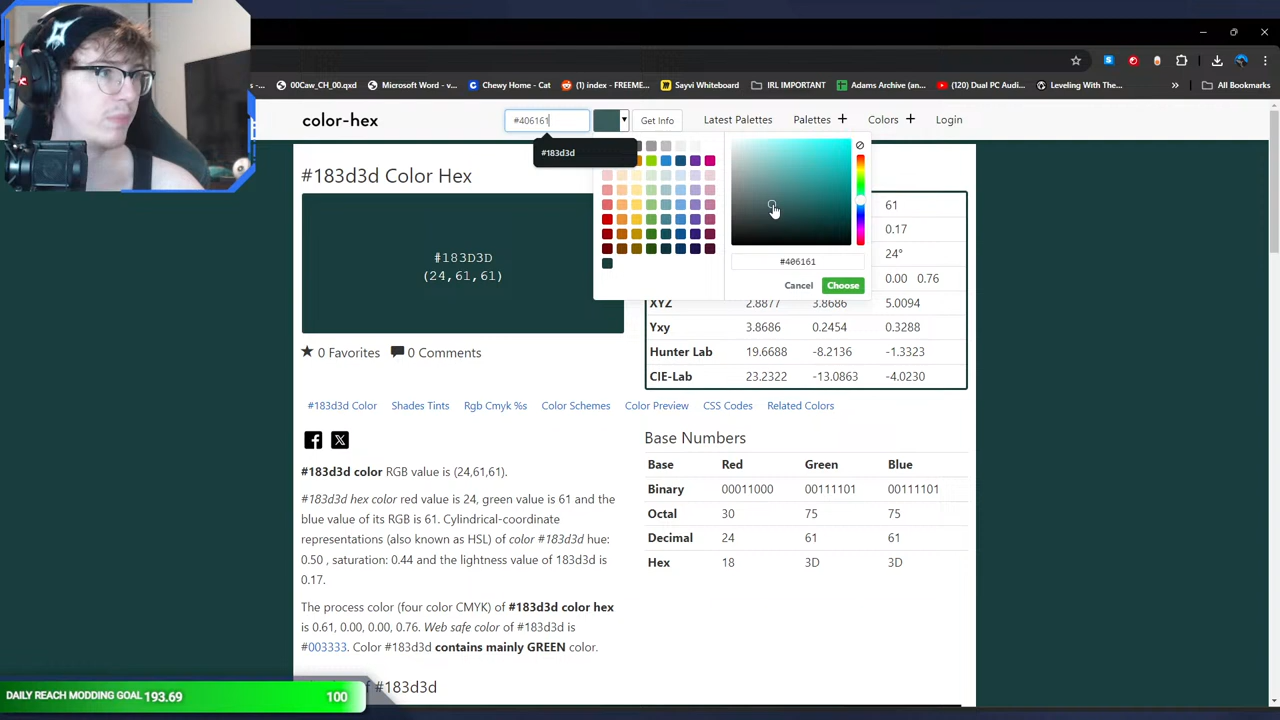 00Caw_CH_00.qxd
Microsoft Word - v...
Chewy Home - Cat
(1) índex - FREEME...
Sayvi Whiteboard
IRL IMPORTANT
Adams Archive (an...
(120) Dual PC Audi...
Leveling With The...
All Bookmarks
color-hex
#406161
Get Info
Latest Palettes
Palettes +
Colors +
Login
#183d3d
#183d3d Color Hex
#183D3D
(24,61,61)
#406161
Cancel
Choose
61
0.17
24°
0.00 0.76
XYZ 2.8877 3.8686 5.0094
Yxy 3.8686 0.2454 0.3288
Hunter Lab 19.6688 -8.2136 -1.3323
CIE-Lab 23.2322 -13.0863 -4.0230
0 Favorites 0 Comments
#183d3d Color Shades Tints Rgb Cmyk %s Color Schemes Color Preview CSS Codes Related Colors
#183d3d color RGB value is (24,61,61).
#183d3d hex color red value is 24, green value is 61 and the
blue value of its RGB is 61. Cylindrical-coordinate
representations (also known as HSL) of color #183d3d hue:
0.50 , saturation: 0.44 and the lightness value of 183d3d is
0.17.
The process color (four color CMYK) of #183d3d color hex
is 0.61, 0.00, 0.00, 0.76. Web safe color of #183d3d is
#003333. Color #183d3d contains mainly GREEN color.
Base Numbers
Base Red Green Blue
Binary 00011000 00111101 00111101
Octal 30 75 75
Decimal 24 61 61
Hex 18 3D 3D
of #183d3d
DAILY REACH MODDING GOAL 193.69
100